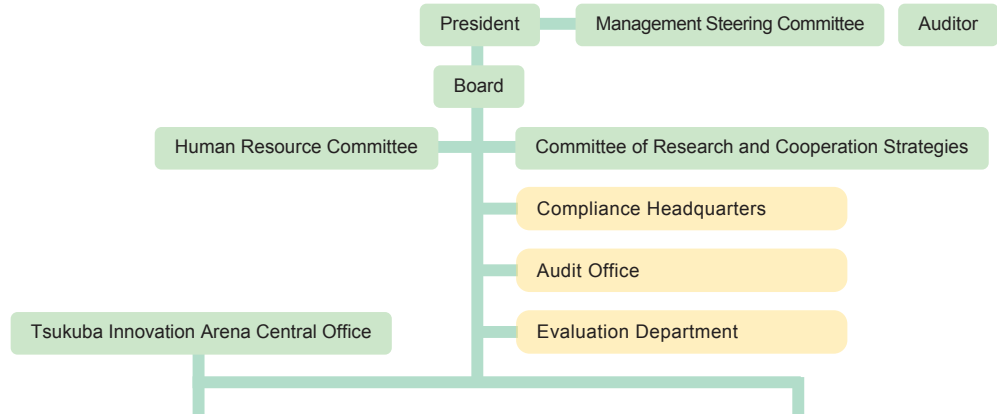 President
Management Steering Committee
Auditor
Board
Human Resource Committee
Committee of Research and Cooperation Strategies
Compliance Headquarters
Audit Office
Tsukuba Innovation Arena Central Office
Evaluation Department